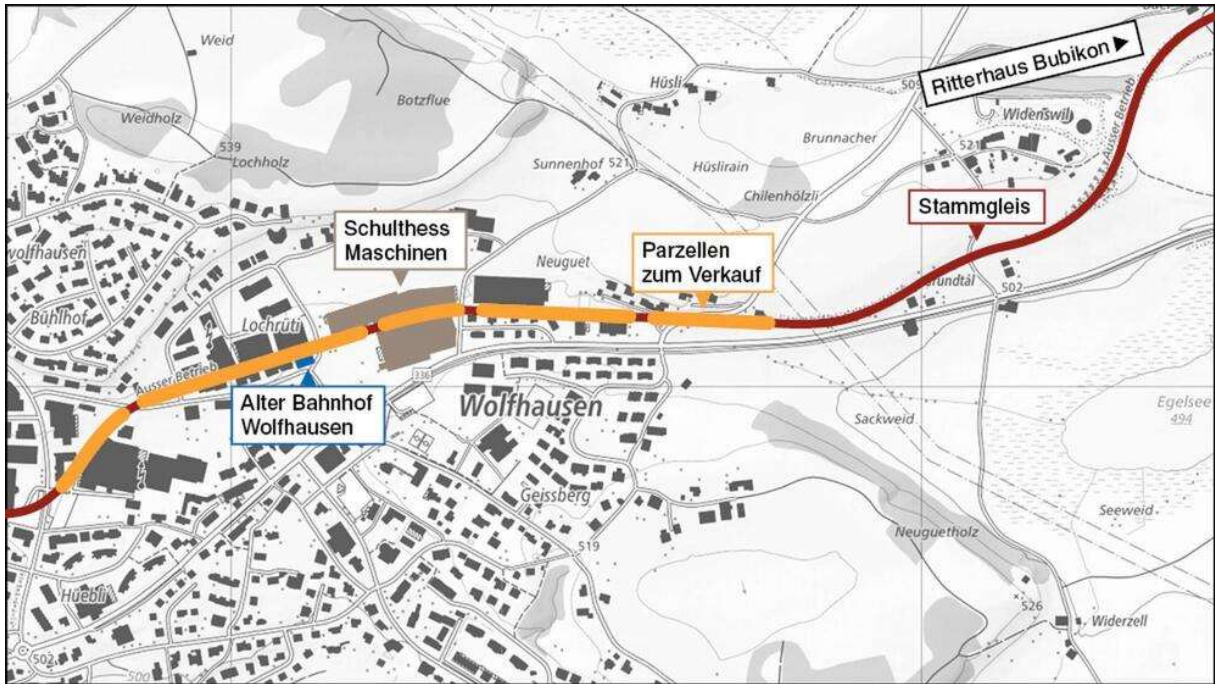 Weid
Weidholz
539
Lochholz
Botzflue
Hüsli
Sunnenhof
521
Hüslirain
Brunnacher
Chilenhölzli
509
Ritterhaus Bubikon ►
Widenswil
521
Ausser Betrieb
Stammgleis
Schulthess
Maschinen
Neuguet
Parzellen
zum Verkauf
502
wolfhausen
Bühlhof
Lochrüti
Ausser Betrieb
336
Alter Bahnhof
Wolfhausen
Wolfhausen
Sackweid
Egelsee
494
Geissberg
Neuguetholz
Seeweid
519
Hüebli
526
Widerzell
502
500